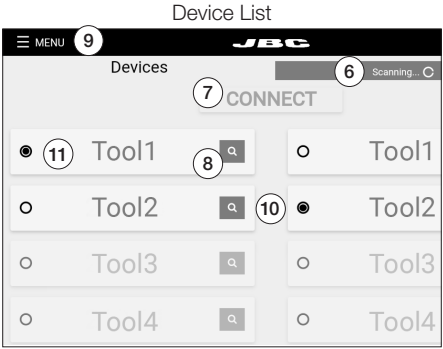 Device List
≡ MENU 9 JBC
Devices 6 Scanning...
7 CONNECT
11 Tool1 8 Tool1
Tool2 10 Tool2
Tool3 Tool3
Tool4 Tool4